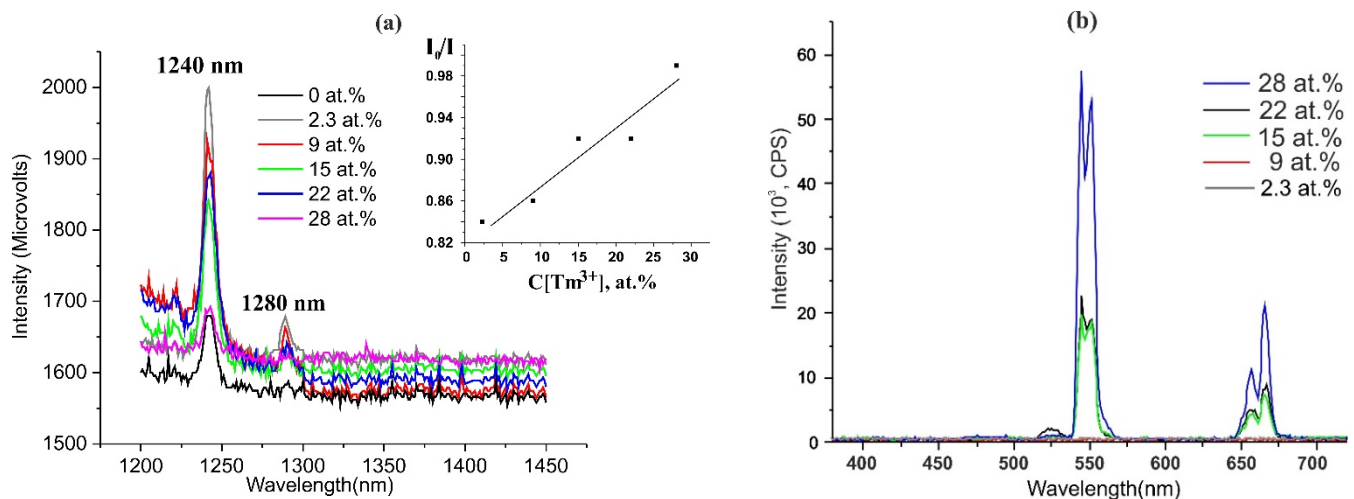 (a)
1240 nm
1280 nm
0 at.%
2.3 at.%
9 at.%
15 at.%
22 at.%
28 at.%
Intensity (Microvolts)
2000
1900
1800
1700
1600
1500
1200
1250
1300
1350
1400
1450
Wavelength(nm)
I₀/I
0.98
0.94
0.90
0.86
0.82
0
5
10
15
20
25
30
C[Tm³⁺], at.%
(b)
28 at.%
22 at.%
15 at.%
9 at.%
2.3 at.%
Intensity (10³, CPS)
60
50
40
30
20
10
0
400
450
500
550
600
650
700
Wavelength(nm)